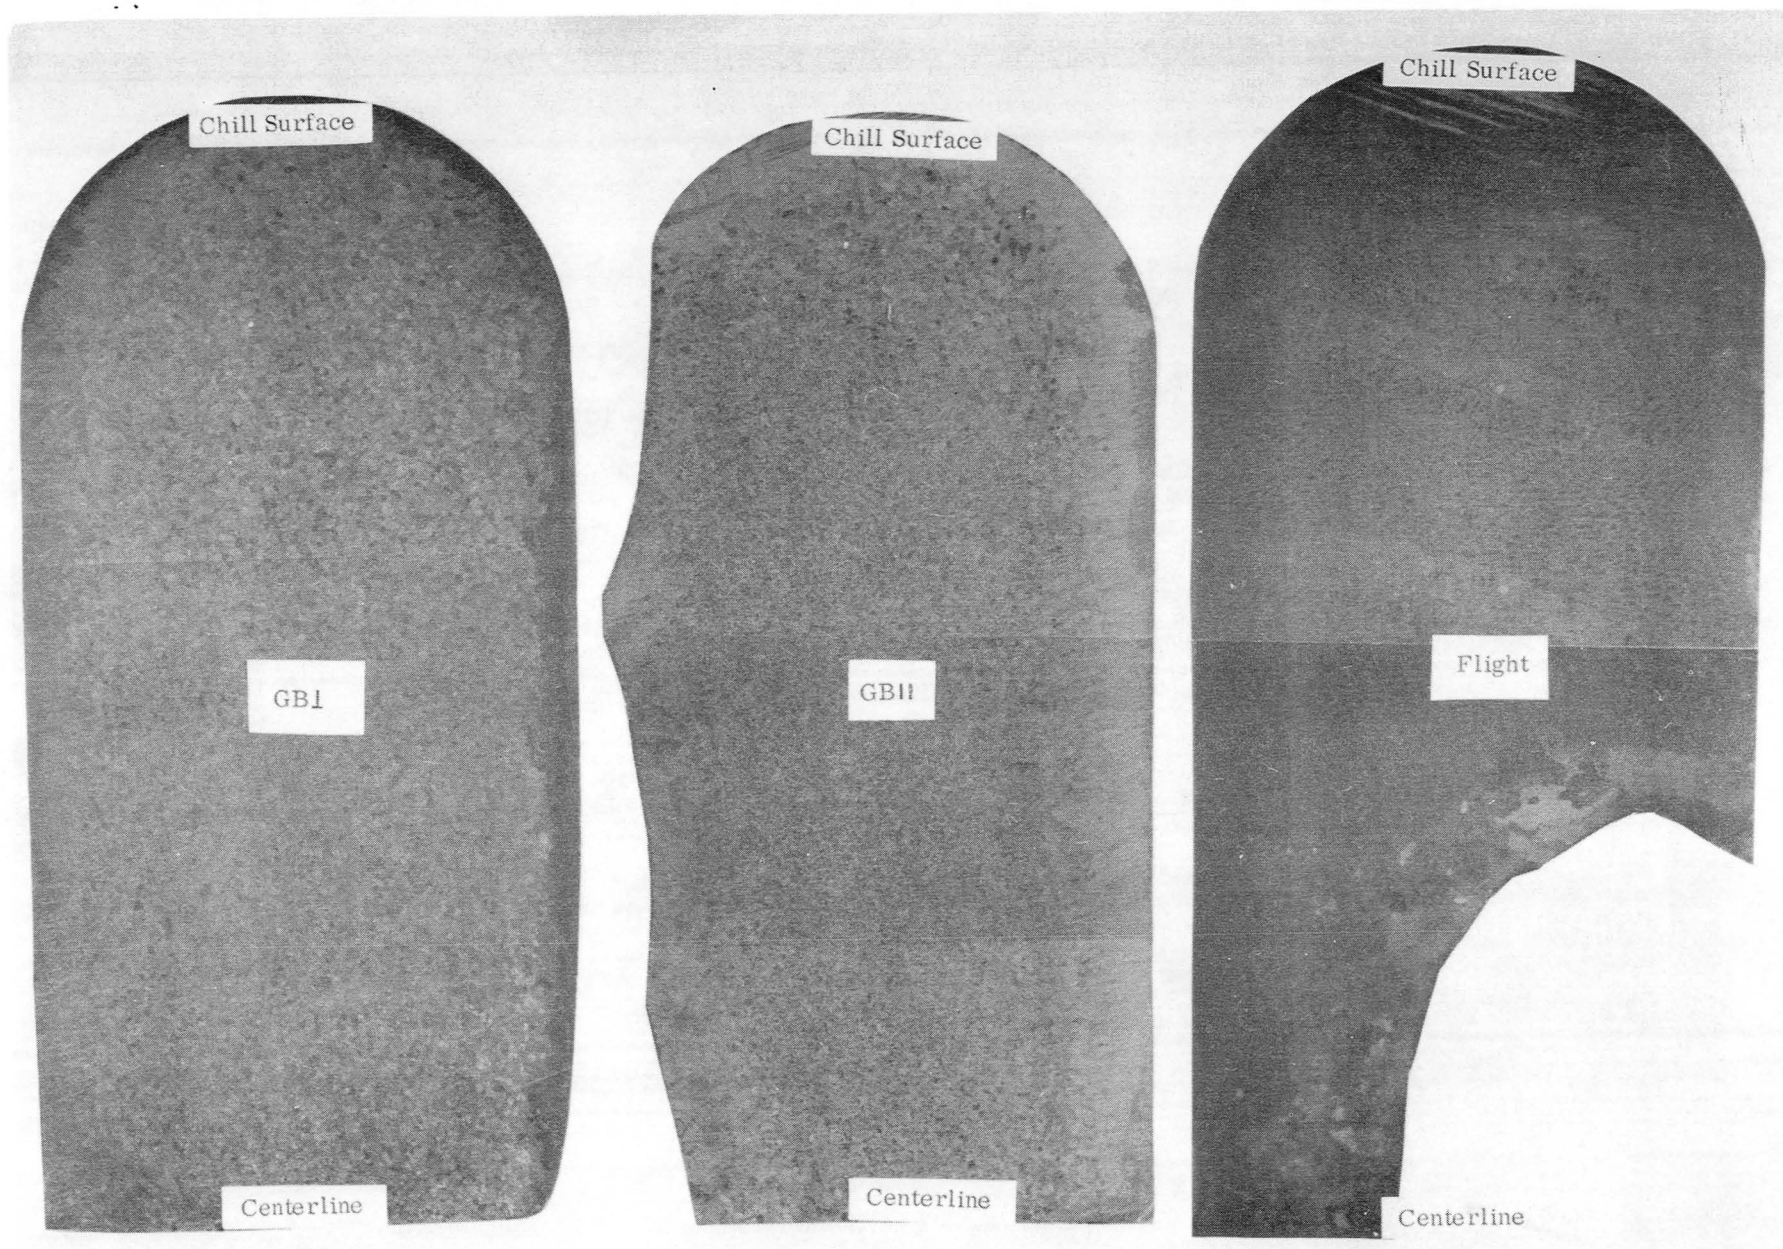 Chill Surface
Chill Surface
Chill Surface
GB⊥
GB||
Flight
Centerline
Centerline
Centerline